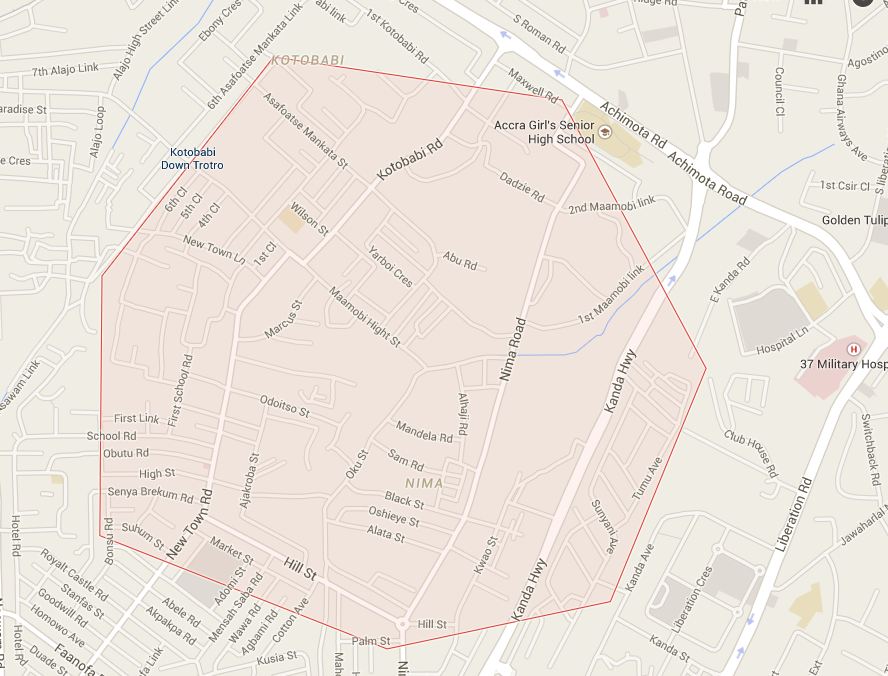 Ridge Rd
S Roman Rd
Ebony Cres
Alajo High Street Link
6th Asafoatse Mankata Link
1st Kotobabi Rd
KOTOBABI
7th Alajo Link
Maxwell Rd
Achimota Rd
Achimota Road
Agostino
Council Cl
Ghana Airways Ave
Paradise St
Alajo Loop
Asafoatse Mankata St
Kotobabi Rd
Accra Girl's Senior
High School
Kotobabi
Down Trotro
Cres
6th Cl
5th Cl
4th Cl
Dadzie Rd
2nd Maamobi link
1st Csir Cl
S liberation
Golden Tulip
Wilson St
New Town Ln
1st Cl
Abu Rd
Yarboi Cres
1st Maamobi link
E Kanda Rd
Maamobi Hight St
Marcus St
Hospital Ln
H
37 Military Hosp
Nima Road
Kanda Hwy
First School Rd
Odoitso St
Alhaji Rd
First Link
School Rd
Obutu Rd
Mandela Rd
Club House Rd
Switchback Rd
High St
Senya Brekum Rd
Ajakroba St
Oku St
Sam Rd
NIMA
Tumu Ave
Black St
Oshieye St
Alata St
Sunyani Ave
Liberation Rd
Hotel Rd
Bonsu Rd
Suhum St
New Town Rd
Market St
Hill St
Kwao St
Kanda Hwy
Kanda Ave
Liberation Cres
Jawaharlal
Royalt Castle Rd
Stanfas St
Goodwill Rd
Homowo Ave
Adomi St
Abele Rd
Akpakpa Rd
Mensah Saba Rd
Wawa Rd
Agbami Rd
Cotton Ave
Hill St
Palm St
Hotel Rd
Duade St
Faanofa
Kusia St
Kanda St
Ext